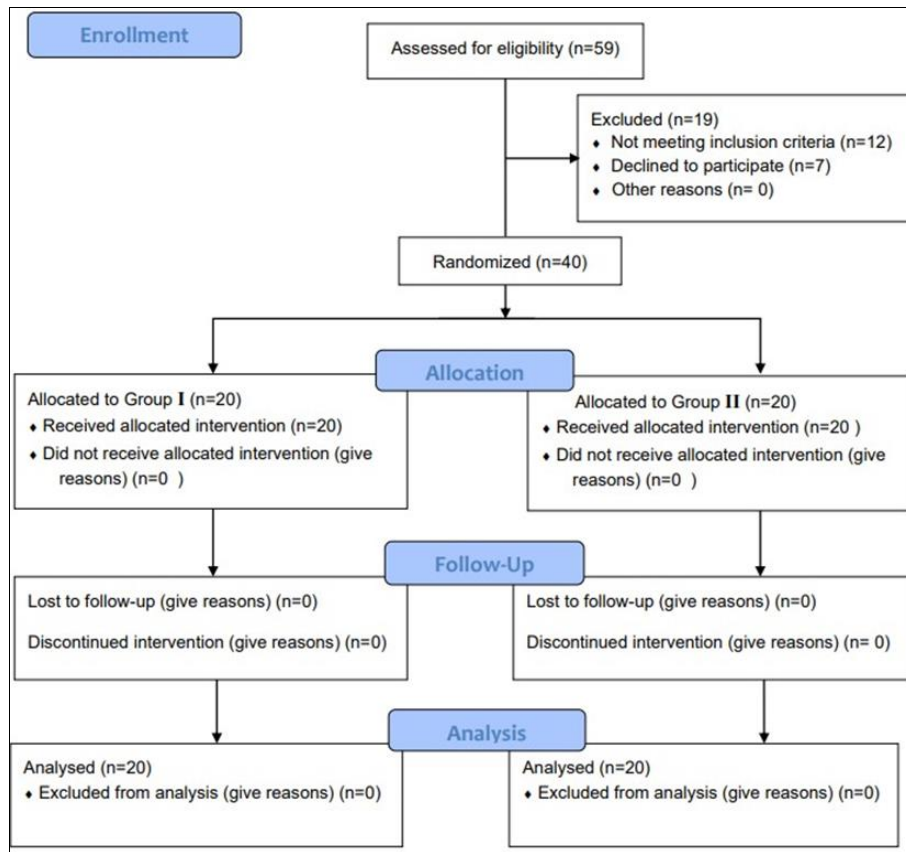 Enrollment
Assessed for eligibility (n=59)
Excluded (n=19)
♦ Not meeting inclusion criteria (n=12)
♦ Declined to participate (n=7)
♦ Other reasons (n= 0)
Randomized (n=40)
Allocation
Allocated to Group I (n=20)
♦ Received allocated intervention (n=20)
♦ Did not receive allocated intervention (give
reasons) (n=0 )
Allocated to Group II (n=20)
♦ Received allocated intervention (n=20 )
♦ Did not receive allocated intervention (give
reasons) (n=0 )
Follow-Up
Lost to follow-up (give reasons) (n=0)
Discontinued intervention (give reasons) (n=0)
Lost to follow-up (give reasons) (n=0)
Discontinued intervention (give reasons) (n= 0)
Analysis
Analysed (n=20)
♦ Excluded from analysis (give reasons) (n=0)
Analysed (n=20)
♦ Excluded from analysis (give reasons) (n=0)